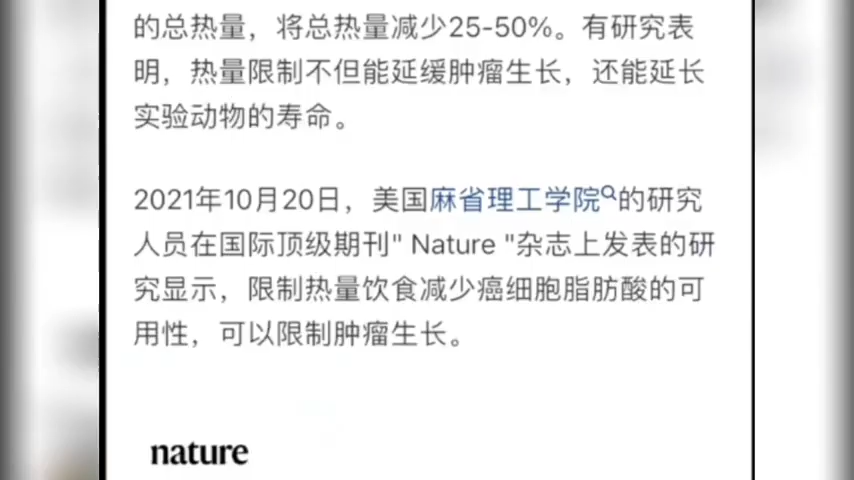 的总热量，将总热量减少25-50%。有研究表
明，热量限制不但能延缓肿瘤生长，还能延长
实验动物的寿命。
2021年10月20日，美国麻省理工学院的研究
人员在国际顶级期刊" Nature "杂志上发表的研
究显示，限制热量饮食减少癌细胞脂肪酸的可
用性，可以限制肿瘤生长。
nature